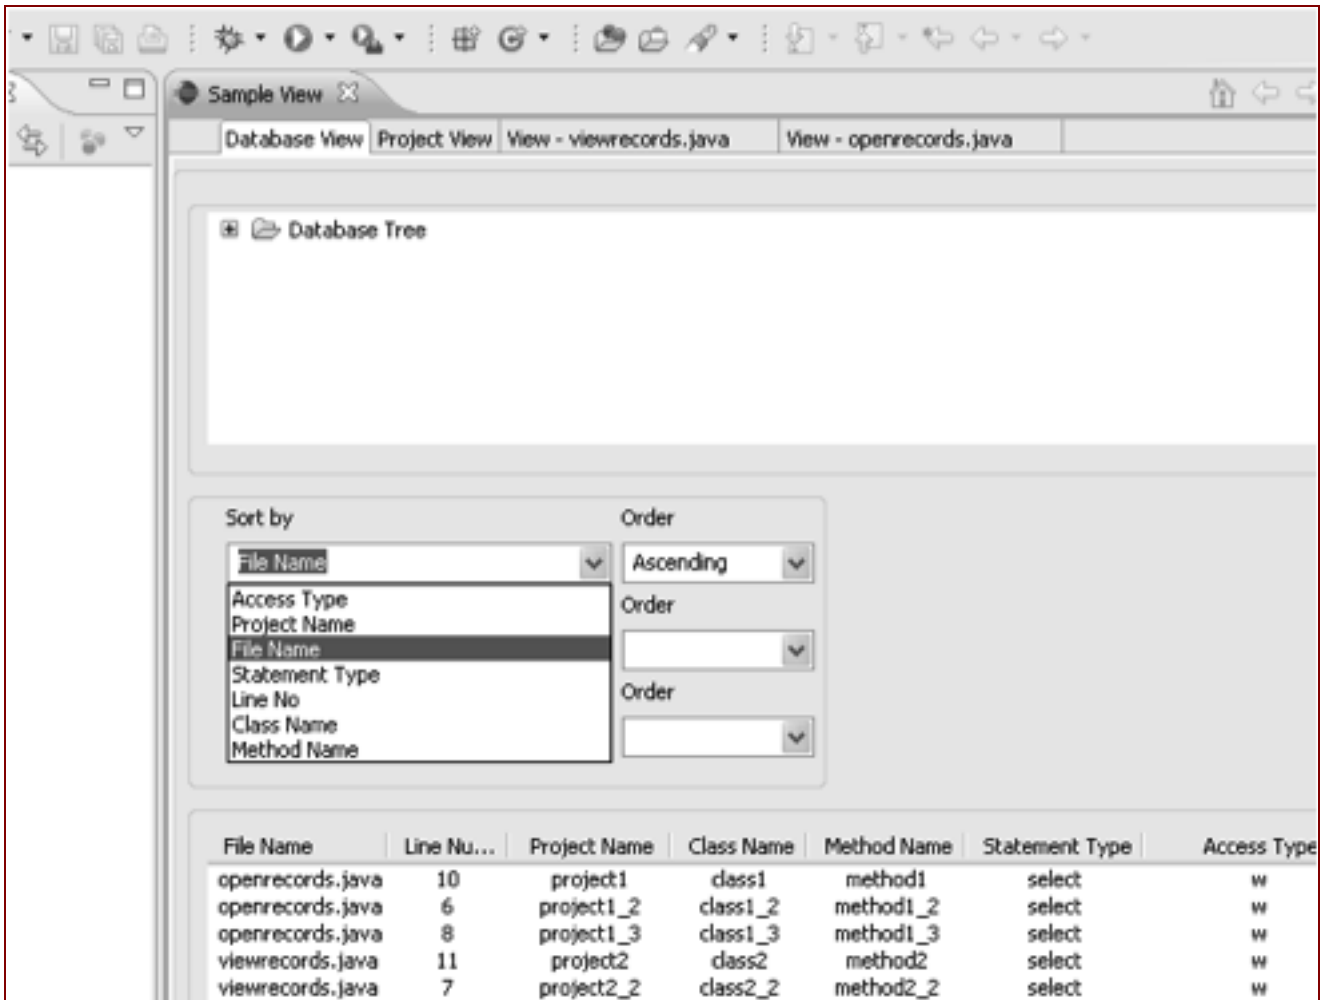 Sample View
Database View Project View View - viewrecords.java View - openrecords.java
Database Tree
Sort by Order
File Name Ascending
Access Type
Order
Project Name
File Name
Statement Type
Order
Line No
Class Name
Method Name
File Name Line Nu... Project Name Class Name Method Name Statement Type Access Type
openrecords.java 10 project1 class1 method1 select w
openrecords.java 6 project1_2 class1_2 method1_2 select w
openrecords.java 8 project1_3 class1_3 method1_3 select w
viewrecords.java 11 project2 class2 method2 select w
viewrecords.java 7 project2_2 class2_2 method2_2 select w